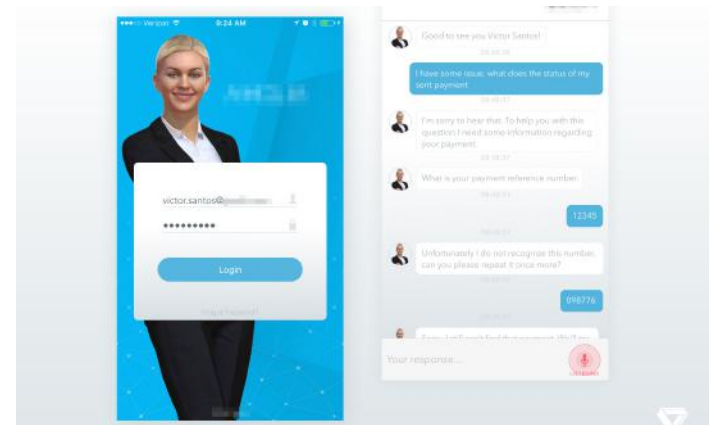 Verizon
9:24 AM
victor.santos@
Login
Forgot Password?
Good to see you Victor Santos!
I have some issue: what does the status of my
sent payment
I'm sorry to hear that. To help you with this
question I need some information regarding
your payment.
What is your payment reference number.
12345
Unfortunately I do not recognize this number,
can you please repeat it once more?
098776
Your response...